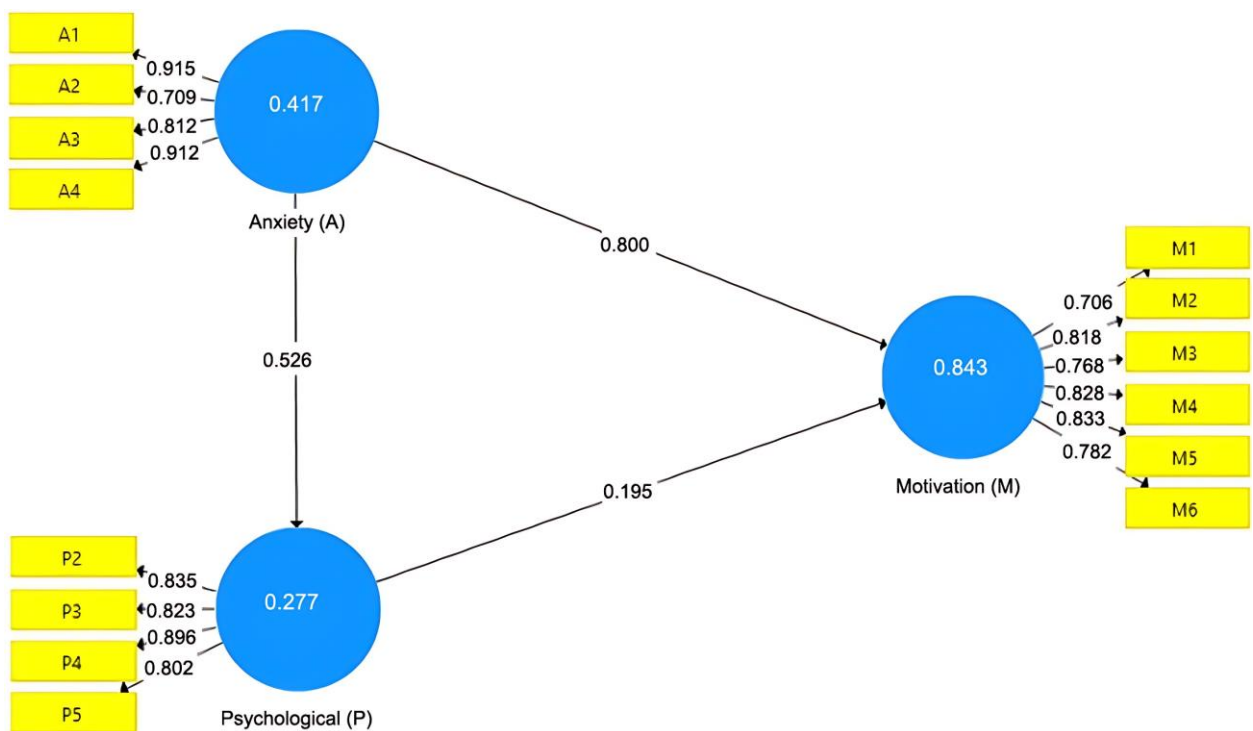 A1
A2
A3
A4
0.915
0.709
0.812
0.912
0.417
Anxiety (A)
0.800
0.526
M1
M2
M3
M4
M5
M6
0.706
0.818
0.768
0.828
0.833
0.782
0.843
Motivation (M)
0.195
P2
P3
P4
P5
0.835
0.823
0.896
0.802
0.277
Psychological (P)